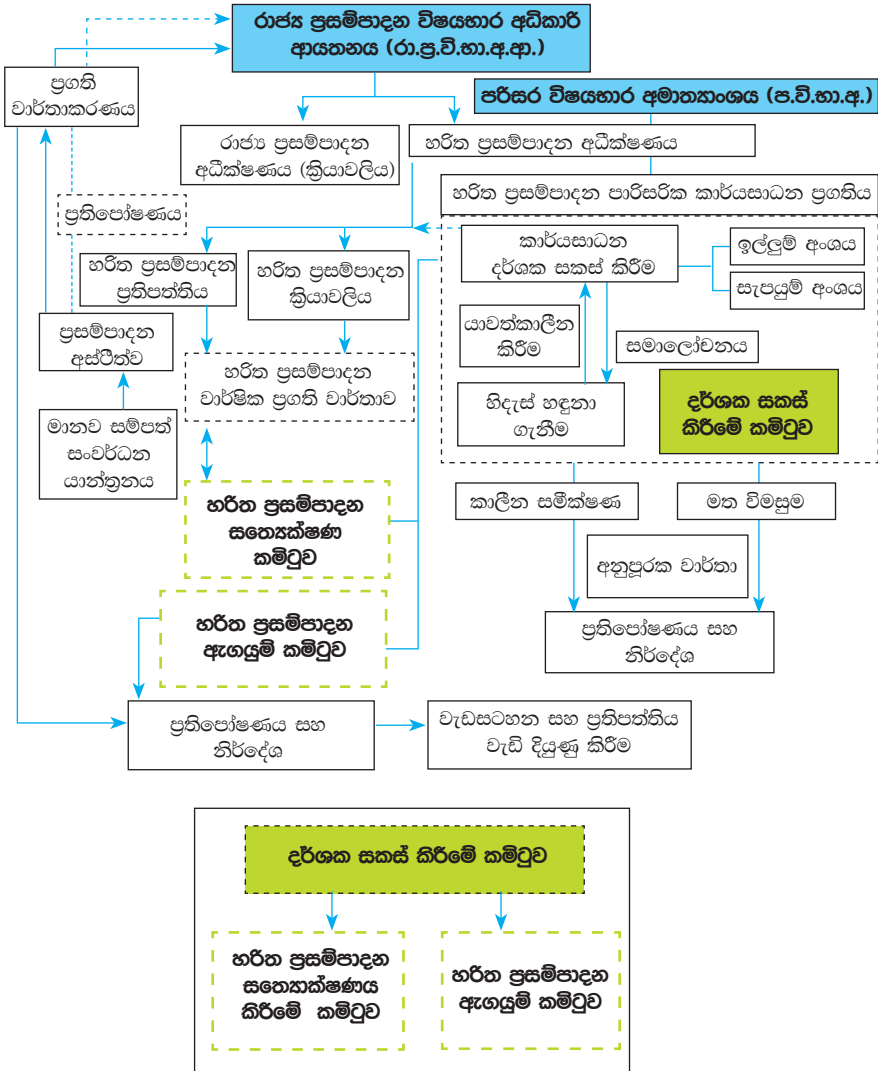 රාජ්‍ය ප්‍රසම්පාදන විෂයභාර අධිකාරි
ආයතනය (රා.ප්‍ර.වි.භා.අ.ආ.)
ප්‍රගති
වාර්තාකරණය
පරිසර විෂයභාර අමාත්‍යාංශය (ප.වි.භා.අ.)
රාජ්‍ය ප්‍රසම්පාදන
අධීක්ෂණය (ක්‍රියාවලිය)
හරිත ප්‍රසම්පාදන අධීක්ෂණය
හරිත ප්‍රසම්පාදන පාරිසරික කාර්යසාධන ප්‍රගතිය
ප්‍රතිපෝෂණය
හරිත ප්‍රසම්පාදන
ප්‍රතිපත්තිය
හරිත ප්‍රසම්පාදන
ක්‍රියාවලිය
කාර්යසාධන
දර්ශක සකස් කිරීම
ඉල්ලුම් අංශය
සැපයුම් අංශය
ප්‍රසම්පාදන
අස්ථිත්ව
යාවත්කාලීන
කිරීම
සමාලෝචනය
හරිත ප්‍රසම්පාදන
වාර්ෂික ප්‍රගති වාර්තාව
හිදැස් හඳුනා
ගැනීම
දර්ශක සකස්
කිරීමේ කමිටුව
මානව සම්පත්
සංවර්ධන
යාන්ත්‍රනය
හරිත ප්‍රසම්පාදන
සත්‍යෙක්ෂණ
කමිටුව
කාලීන සමීක්ෂණ
මත විමසුම
අනුපූරක වාර්තා
හරිත ප්‍රසම්පාදන
ඇගයුම් කමිටුව
ප්‍රතිපෝෂණය සහ
නිර්දේශ
ප්‍රතිපෝෂණය සහ
නිර්දේශ
වැඩසටහන සහ ප්‍රතිපත්තිය
වැඩි දියුණු කිරීම
දර්ශක සකස් කිරීමේ කමිටුව
හරිත ප්‍රසම්පාදන
සත්‍යොක්ෂණය
කිරීමේ කමිටුව
හරිත ප්‍රසම්පාදන
ඇගයුම් කමිටුව